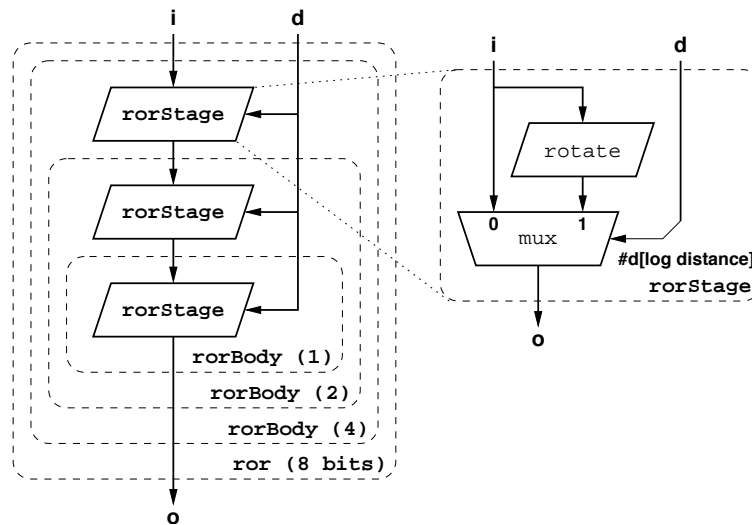 i d
rorStage
rorStage
rorStage
rorBody (1)
rorBody (2)
rorBody (4)
ror (8 bits)
o
i d
rotate
0 1
mux
#d[log distance]
rorStage
o